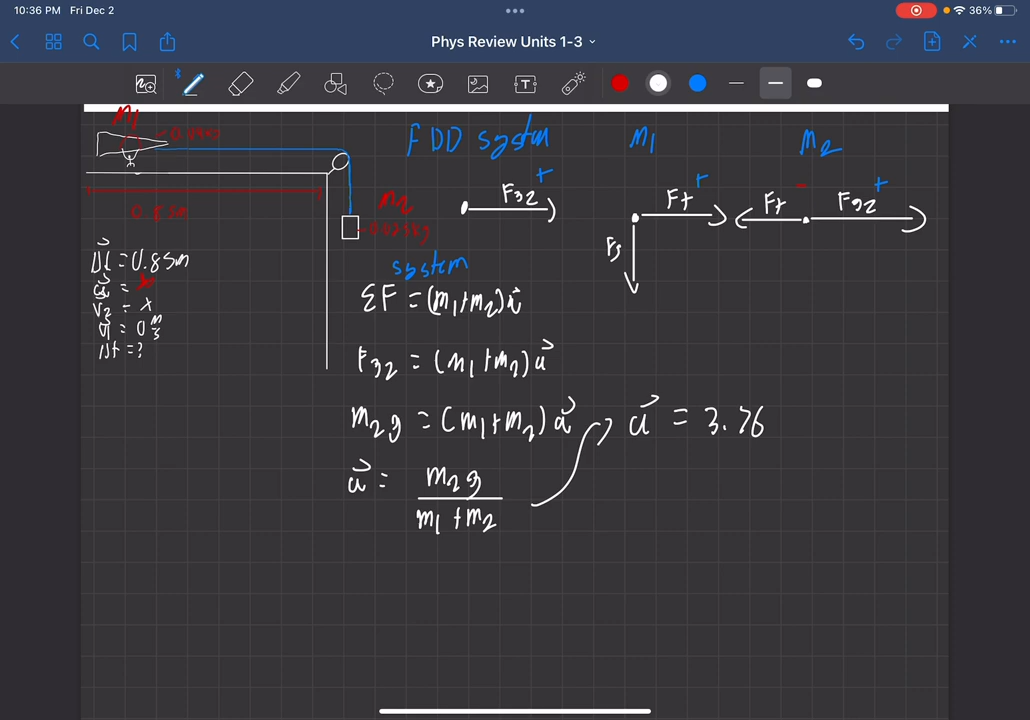 10:36 PM Fri Dec 2
36%
Phys Review Units 1-3
m1
0.85m
m2
FDD system
m1
m2
Fg2
+
Ft
+
Fg
-
Ft
+
Fg2
Δd = 0.85m
a =
v2 = x
v1 = 0 m/s
Δt = ?
system
ΣF = (m1+m2)a
Fg2 = (m1+m2)a
m2g = (m1+m2)a
a = m2g / m1+m2
a = 3.76